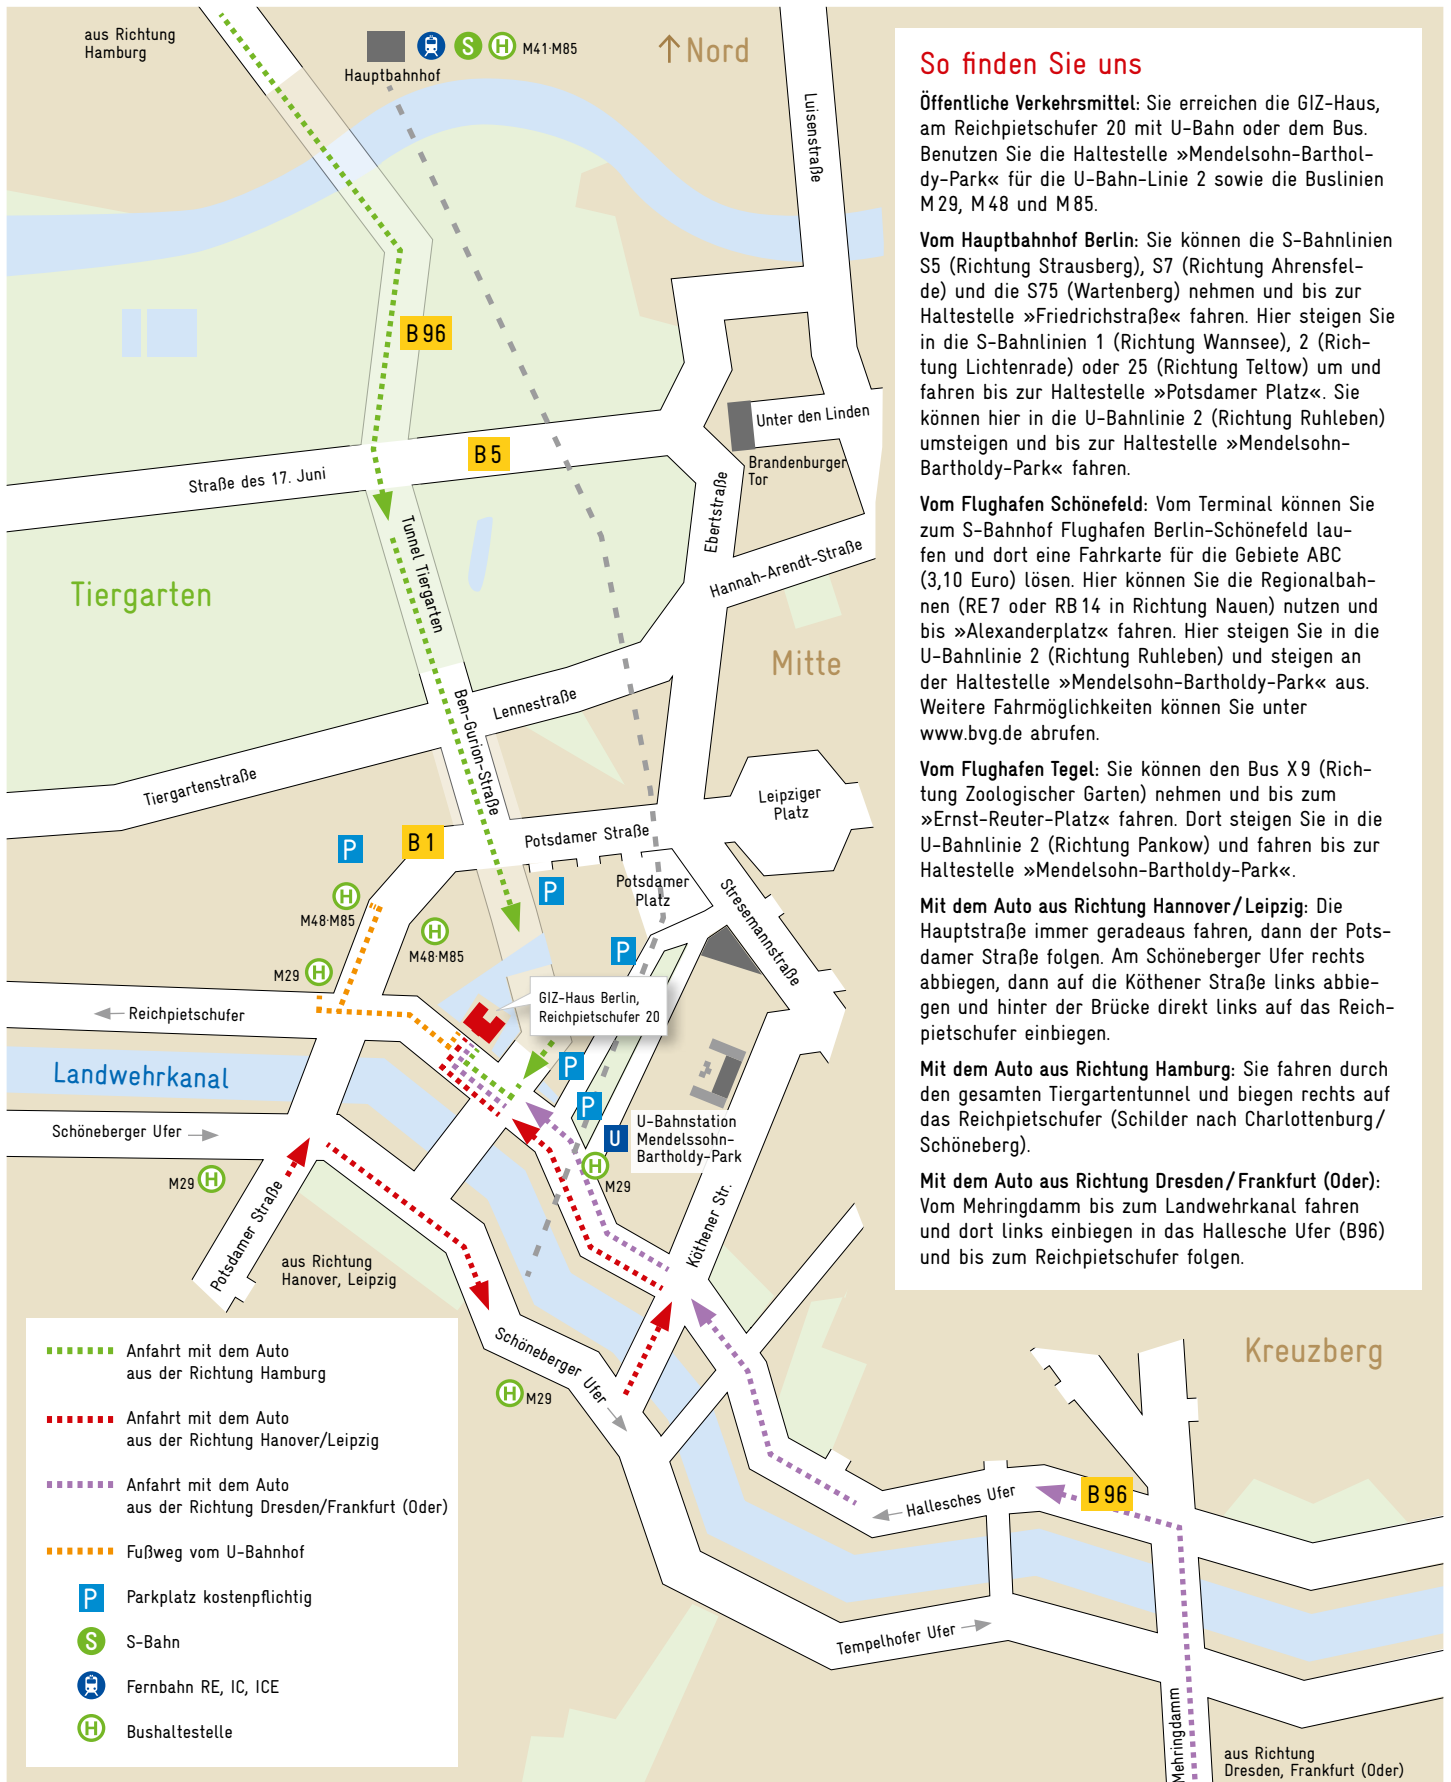 aus Richtung
Hamburg
Hauptbahnhof
S
H
M41·M85
Nord
Luisenstraße
B 96
B 5
Straße des 17. Juni
Unter den Linden
Brandenburger
Tor
Ebertstraße
Hannah-Arendt-Straße
Tunnel Tiergarten
Tiergarten
Mitte
Lennestraße
Ben-Gurion-Straße
Tiergartenstraße
Leipziger
Platz
B 1
Potsdamer Straße
P
P
H
M48·M85
H
M48·M85
Potsdamer
Platz
Stresemannstraße
P
M29
H
GIZ-Haus Berlin,
Reichpietschufer 20
Reichpietschufer
Landwehrkanal
P
P
U
U-Bahnstation
Mendelssohn-
Bartholdy-Park
Schöneberger Ufer
M29
H
H
M29
Potsdamer Straße
Köthener Str.
aus Richtung
Hanover, Leipzig
Schöneberger Ufer
H
M29
Kreuzberg
B 96
Hallesches Ufer
Tempelhofer Ufer
Mehringdamm
aus Richtung
Dresden, Frankfurt (Oder)
Anfahrt mit dem Auto
aus der Richtung Hamburg
Anfahrt mit dem Auto
aus der Richtung Hanover/Leipzig
Anfahrt mit dem Auto
aus der Richtung Dresden/Frankfurt (Oder)
Fußweg vom U-Bahnhof
P
Parkplatz kostenpflichtig
S
S-Bahn
Fernbahn RE, IC, ICE
H
Bushaltestelle
So finden Sie uns
Öffentliche Verkehrsmittel: Sie erreichen die GIZ-Haus,
am Reichpietschufer 20 mit U-Bahn oder dem Bus.
Benutzen Sie die Haltestelle »Mendelsohn-Barthol-
dy-Park« für die U-Bahn-Linie 2 sowie die Buslinien
M 29, M 48 und M 85.
Vom Hauptbahnhof Berlin: Sie können die S-Bahnlinien
S5 (Richtung Strausberg), S7 (Richtung Ahrensfel-
de) und die S75 (Wartenberg) nehmen und bis zur
Haltestelle »Friedrichstraße« fahren. Hier steigen Sie
in die S-Bahnlinien 1 (Richtung Wannsee), 2 (Rich-
tung Lichtenrade) oder 25 (Richtung Teltow) um und
fahren bis zur Haltestelle »Potsdamer Platz«. Sie
können hier in die U-Bahnlinie 2 (Richtung Ruhleben)
umsteigen und bis zur Haltestelle »Mendelsohn-
Bartholdy-Park« fahren.
Vom Flughafen Schönefeld: Vom Terminal können Sie
zum S-Bahnhof Flughafen Berlin-Schönefeld lau-
fen und dort eine Fahrkarte für die Gebiete ABC
(3,10 Euro) lösen. Hier können Sie die Regionalbah-
nen (RE 7 oder RB 14 in Richtung Nauen) nutzen und
bis »Alexanderplatz« fahren. Hier steigen Sie in die
U-Bahnlinie 2 (Richtung Ruhleben) und steigen an
der Haltestelle »Mendelsohn-Bartholdy-Park« aus.
Weitere Fahrmöglichkeiten können Sie unter
www.bvg.de abrufen.
Vom Flughafen Tegel: Sie können den Bus X 9 (Rich-
tung Zoologischer Garten) nehmen und bis zum
»Ernst-Reuter-Platz« fahren. Dort steigen Sie in die
U-Bahnlinie 2 (Richtung Pankow) und fahren bis zur
Haltestelle »Mendelsohn-Bartholdy-Park«.
Mit dem Auto aus Richtung Hannover/Leipzig: Die
Hauptstraße immer geradeaus fahren, dann der Pots-
damer Straße folgen. Am Schöneberger Ufer rechts
abbiegen, dann auf die Köthener Straße links abbie-
gen und hinter der Brücke direkt links auf das Reich-
pietschufer einbiegen.
Mit dem Auto aus Richtung Hamburg: Sie fahren durch
den gesamten Tiergartentunnel und biegen rechts auf
das Reichpietschufer (Schilder nach Charlottenburg/
Schöneberg).
Mit dem Auto aus Richtung Dresden/Frankfurt (Oder):
Vom Mehringdamm bis zum Landwehrkanal fahren
und dort links einbiegen in das Hallesche Ufer (B96)
und bis zum Reichpietschufer folgen.